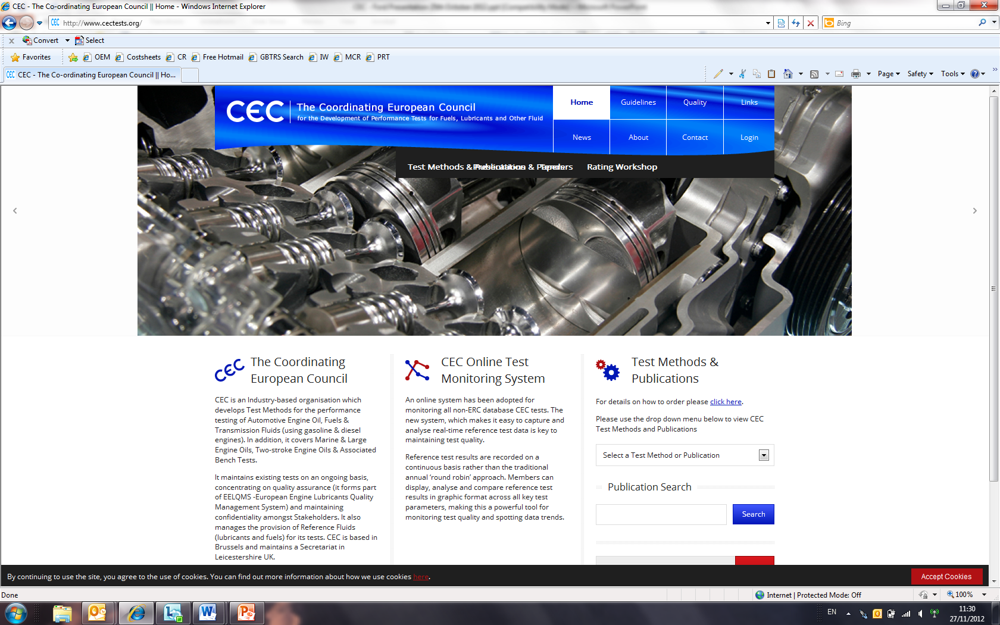 CEC - The Co-ordinating European Council || Home - Windows Internet Explorer
http://www.cectests.org/
Bing
x Convert Select
Favorites OEM Costsheets CR Free Hotmail GBTRS Search IW MCR PRT
CEC CEC - The Co-ordinating European Council || Ho...
Page Safety Tools
CEC The Coordinating European Council
for the Development of Performance Tests for Fuels, Lubricants and Other Fluid
Home Guidelines Quality Links
News About Contact Login
Test Methods & Publications Presentation & Papers Tenders Rating Workshop
CEC The Coordinating
European Council
CEC is an Industry-based organisation which
develops Test Methods for the performance
testing of Automotive Engine Oil, Fuels &
Transmission Fluids (using gasoline & diesel
engines). In addition, it covers Marine & Large
Engine Oils, Two-stroke Engine Oils & Associated
Bench Tests.
It maintains existing tests on an ongoing basis,
concentrating on quality assurance (it forms part
of EELQMS -European Engine Lubricants Quality
Management System) and maintaining
confidentiality amongst Stakeholders. It also
manages the provision of Reference Fluids
(lubricants and fuels) for its tests. CEC is based in
Brussels and maintains a Secretariat in
Leicestershire UK.
CEC Online Test
Monitoring System
An online system has been adopted for
monitoring all non-ERC database CEC tests. The
new system, which makes it easy to capture and
analyse real-time reference test data is key to
maintaining test quality.
Reference test results are recorded on a
continuous basis rather than the traditional
annual ‘round robin’ approach. Members can
display, analyse and compare reference test
results in graphic format across all key test
parameters, making this a powerful tool for
monitoring test quality and spotting data trends.
Test Methods &
Publications
For details on how to order please click here.
Please use the drop down menu below to view CEC
Test Methods and Publications
Select a Test Method or Publication
Publication Search
Search
By continuing to use the site, you agree to the use of cookies. You can find out more information about how we use cookies here.
Accept Cookies
Done
Internet | Protected Mode: Off
100%
EN
11:30
27/11/2012